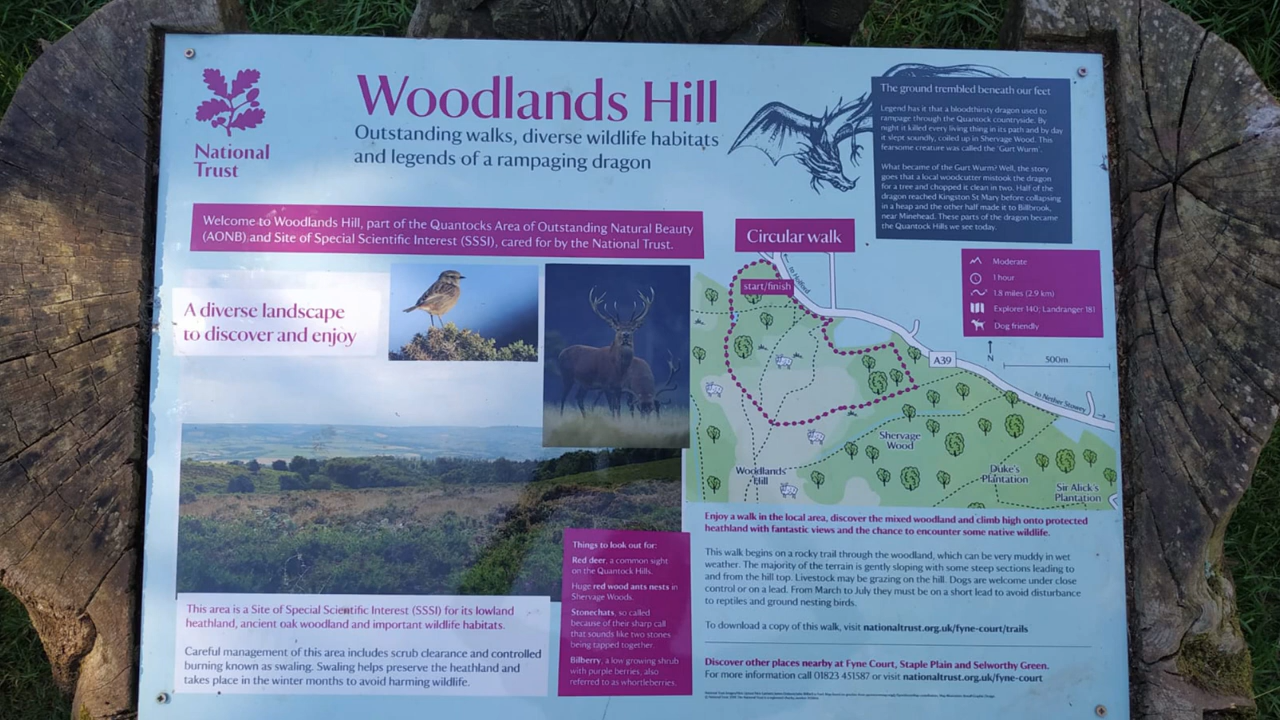 National
Trust
Woodlands Hill
Outstanding walks, diverse wildlife habitats
and legends of a rampaging dragon
The ground trembled beneath our feet
Legend has it that a bloodthirsty dragon used to
rampage through the Quantock countryside. By
night it killed every living thing in its path and by day
it slept soundly, coiled up in Shervage Wood. This
fearsome creature was called the 'Gurt Wurm'.
What became of the Gurt Wurm? Well, the story
goes that a local woodcutter mistook the dragon
for a tree and chopped it clean in two. Half of the
dragon reached Kingston St Mary before collapsing
in a heap and the other half made it to Billbrook,
near Minehead. These parts of the dragon became
the Quantock Hills we see today.
Welcome to Woodlands Hill, part of the Quantocks Area of Outstanding Natural Beauty
(AONB) and Site of Special Scientific Interest (SSSI), cared for by the National Trust.
A diverse landscape
to discover and enjoy
Circular walk
Moderate
1 hour
1.8 miles (2.9 km)
Explorer 140; Landranger 181
Dog friendly
start/finish
to Holford
A39
N
500m
to Nether Stowey
Shervage
Wood
Woodlands
Hill
Duke's
Plantation
Sir Alick's
Plantation
Things to look out for:
Red deer, a common sight
on the Quantock Hills.
Huge red wood ants nests in
Shervage Woods.
Stonechats, so called
because of their sharp call
that sounds like two stones
being tapped together.
Bilberry, a low growing shrub
with purple berries, also
referred to as whortleberries.
This area is a Site of Special Scientific Interest (SSSI) for its lowland
heathland, ancient oak woodland and important wildlife habitats.
Careful management of this area includes scrub clearance and controlled
burning known as swaling. Swaling helps preserve the heathland and
takes place in the winter months to avoid harming wildlife.
Enjoy a walk in the local area, discover the mixed woodland and climb high onto protected
heathland with fantastic views and the chance to encounter some native wildlife.
This walk begins on a rocky trail through the woodland, which can be very muddy in wet
weather. The majority of the terrain is gently sloping with some steep sections leading to
and from the hill top. Livestock may be grazing on the hill. Dogs are welcome under close
control or on a lead. From March to July they must be on a short lead to avoid disturbance
to reptiles and ground nesting birds.
To download a copy of this walk, visit nationaltrust.org.uk/fyne-court/trails
Discover other places nearby at Fyne Court, Staple Plain and Selworthy Green.
For more information call 01823 451587 or visit nationaltrust.org.uk/fyne-court